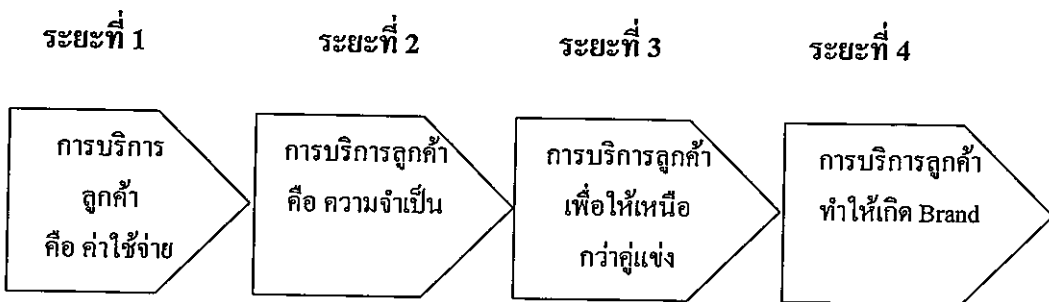 ระยะที่ 1
ระยะที่ 2
ระยะที่ 3
ระยะที่ 4
การบริการ
ลูกค้า
คือ ค่าใช้จ่าย
การบริการลูกค้า
คือ ความจำเป็น
การบริการลูกค้า
เพื่อให้เหนือ
กว่าคู่แข่ง
การบริการลูกค้า
ทำให้เกิด Brand